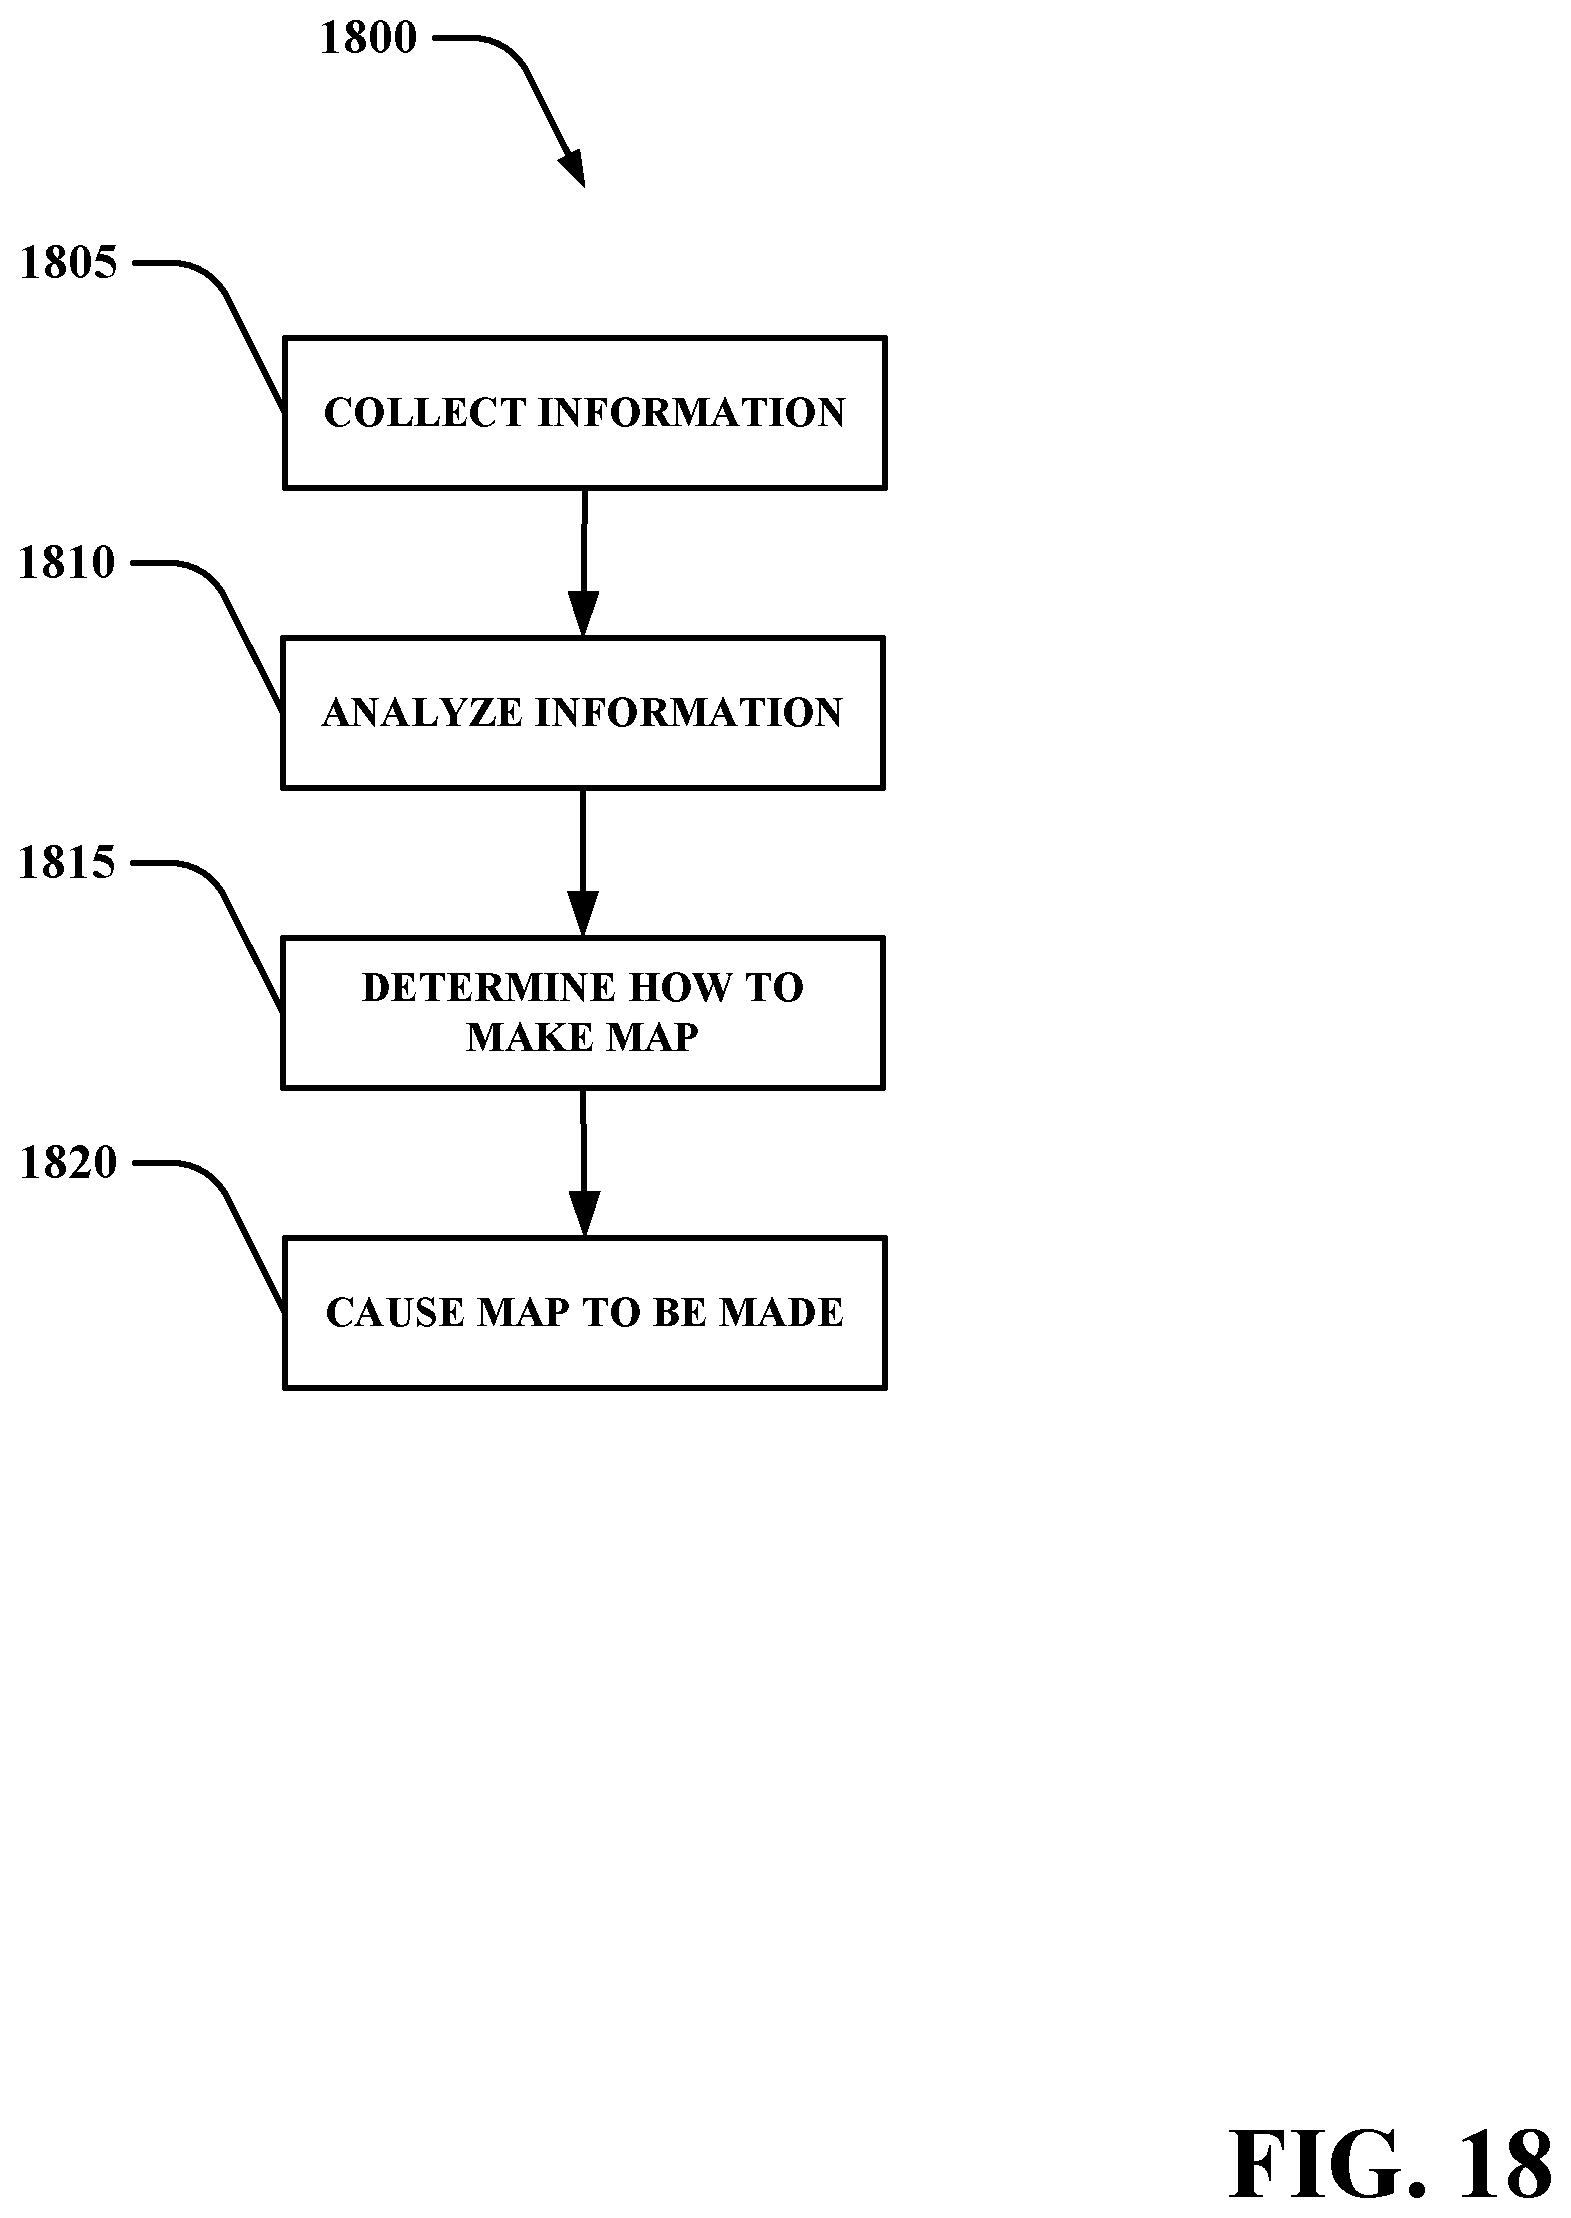 1800
1805
COLLECT INFORMATION
1810
ANALYZE INFORMATION
1815
DETERMINE HOW TO
MAKE MAP
1820
CAUSE MAP TO BE MADE
FIG. 18